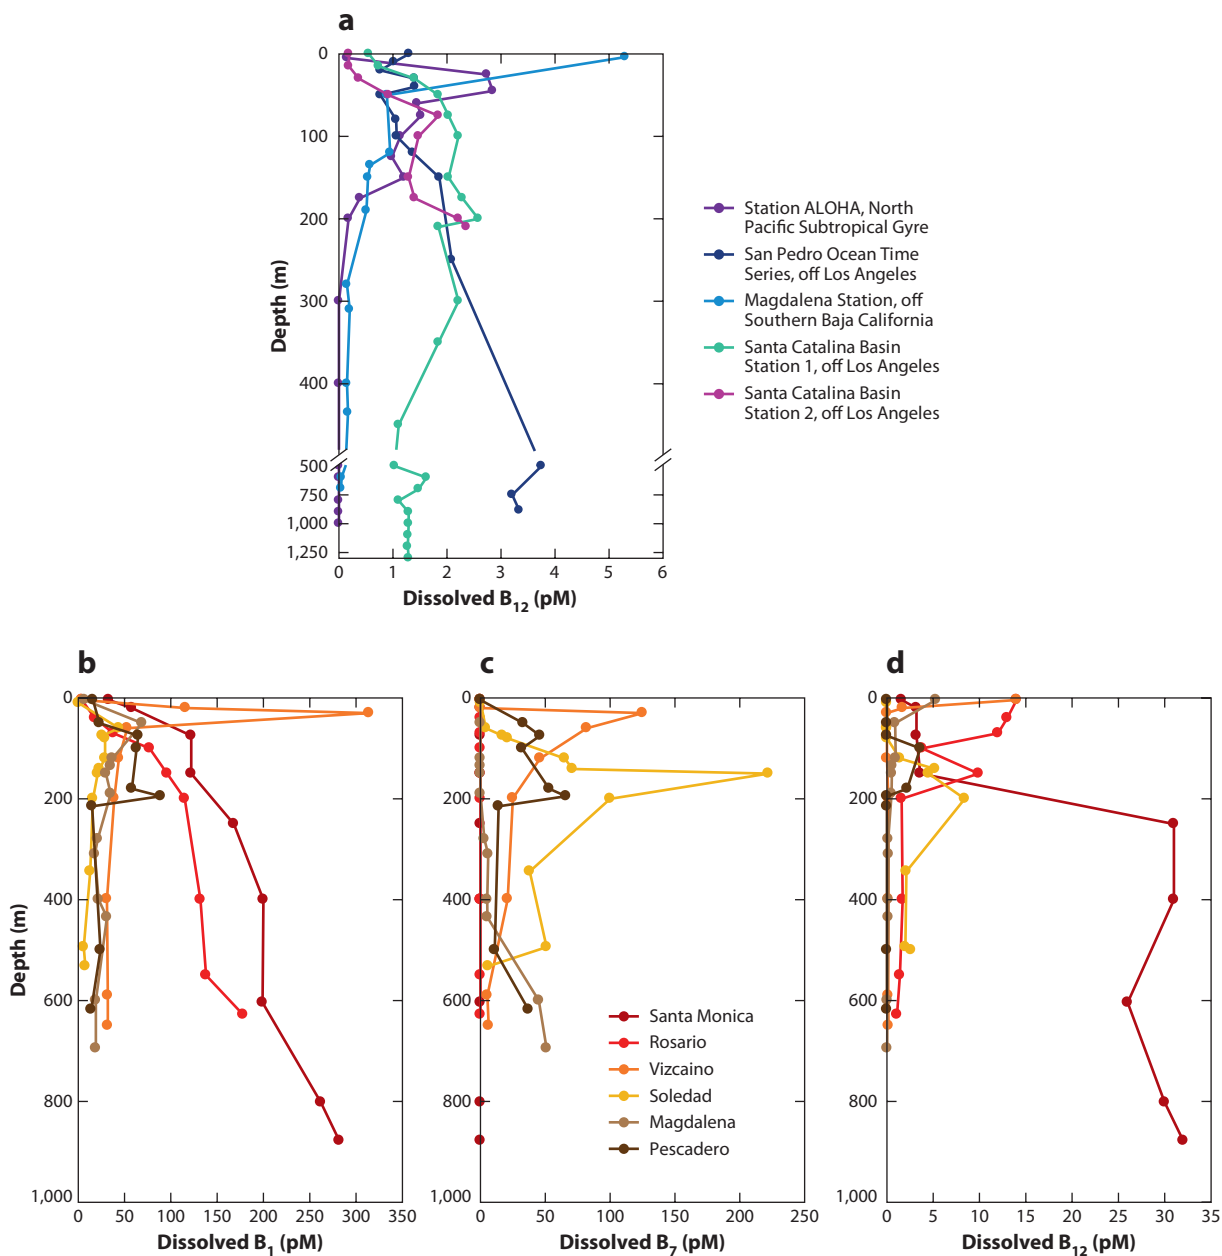 a
0
100
200
300
400
500
750
1,000
1,250
Depth (m)
0 1 2 3 4 5 6
Dissolved B12 (pM)
Station ALOHA, North
Pacific Subtropical Gyre
San Pedro Ocean Time
Series, off Los Angeles
Magdalena Station, off
Southern Baja California
Santa Catalina Basin
Station 1, off Los Angeles
Santa Catalina Basin
Station 2, off Los Angeles
b
0
200
400
600
800
1,000
Depth (m)
0 50 100 150 200 250 300 350
Dissolved B1 (pM)
c
0
200
400
600
800
1,000
0 50 100 150 200 250
Dissolved B7 (pM)
Santa Monica
Rosario
Vizcaino
Soledad
Magdalena
Pescadero
d
0
200
400
600
800
1,000
0 5 10 15 20 25 30 35
Dissolved B12 (pM)